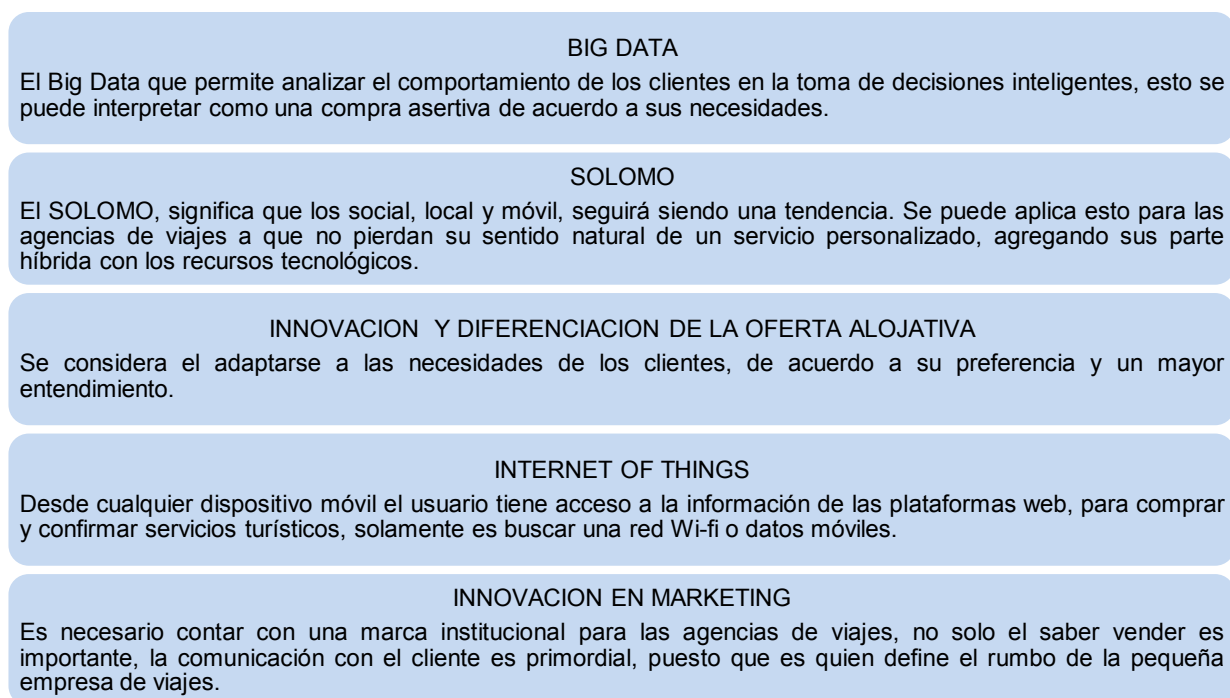 BIG DATA
El Big Data que permite analizar el comportamiento de los clientes en la toma de decisiones inteligentes, esto se
puede interpretar como una compra asertiva de acuerdo a sus necesidades.
SOLOMO
El SOLOMO, significa que los social, local y móvil, seguirá siendo una tendencia. Se puede aplica esto para las
agencias de viajes a que no pierdan su sentido natural de un servicio personalizado, agregando sus parte
híbrida con los recursos tecnológicos.
INNOVACION Y DIFERENCIACION DE LA OFERTA ALOJATIVA
Se considera el adaptarse a las necesidades de los clientes, de acuerdo a su preferencia y un mayor
entendimiento.
INTERNET OF THINGS
Desde cualquier dispositivo móvil el usuario tiene acceso a la información de las plataformas web, para comprar
y confirmar servicios turísticos, solamente es buscar una red Wi-fi o datos móviles.
INNOVACION EN MARKETING
Es necesario contar con una marca institucional para las agencias de viajes, no solo el saber vender es
importante, la comunicación con el cliente es primordial, puesto que es quien define el rumbo de la pequeña
empresa de viajes.